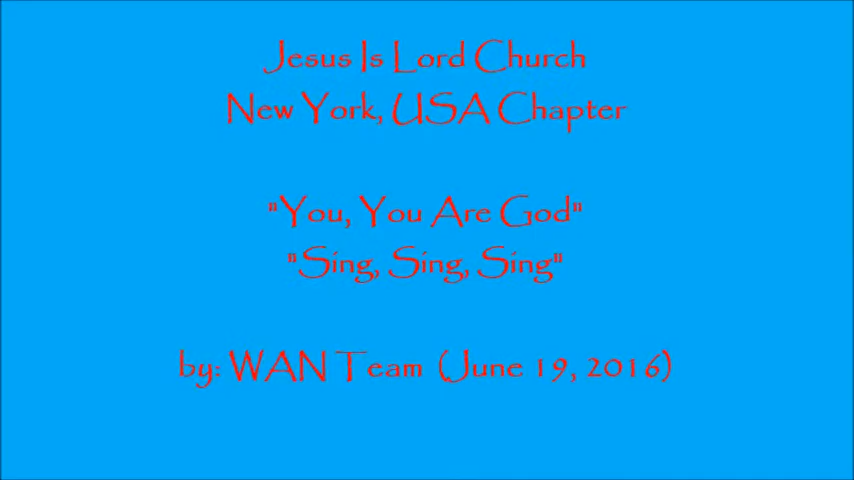 Jesus Is Lord Church
New York, USA Chapter
"You, You Are God"
"Sing, Sing, Sing"
by: WAN Team (June 19, 2016)